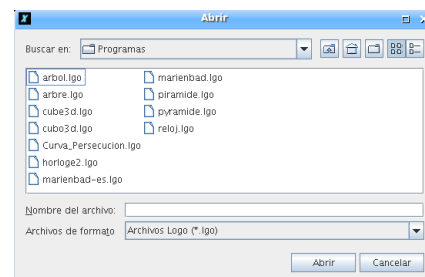 Abrir
Buscar en: Programas
arbol.lgo
arbre.lgo
cube3d.lgo
cubo3d.lgo
Curva_Persecucion.lgo
horloge2.lgo
marienbad-es.lgo
marienbad.lgo
piramide.lgo
pyramide.lgo
reloj.lgo
Nombre del archivo:
Archivos de formato: Archivos Logo (*.lgo)
Abrir Cancelar